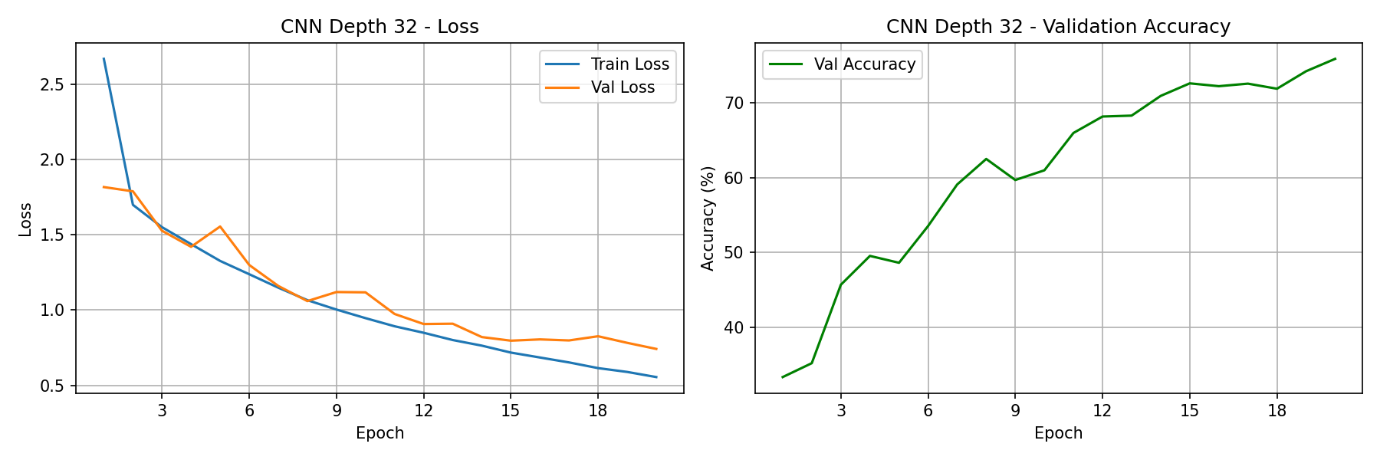 CNN Depth 32 - Loss
Train Loss
Val Loss
2.5
2.0
1.5
1.0
0.5
Loss
3 6 9 12 15 18
Epoch
CNN Depth 32 - Validation Accuracy
Val Accuracy
70
60
50
40
Accuracy (%)
3 6 9 12 15 18
Epoch